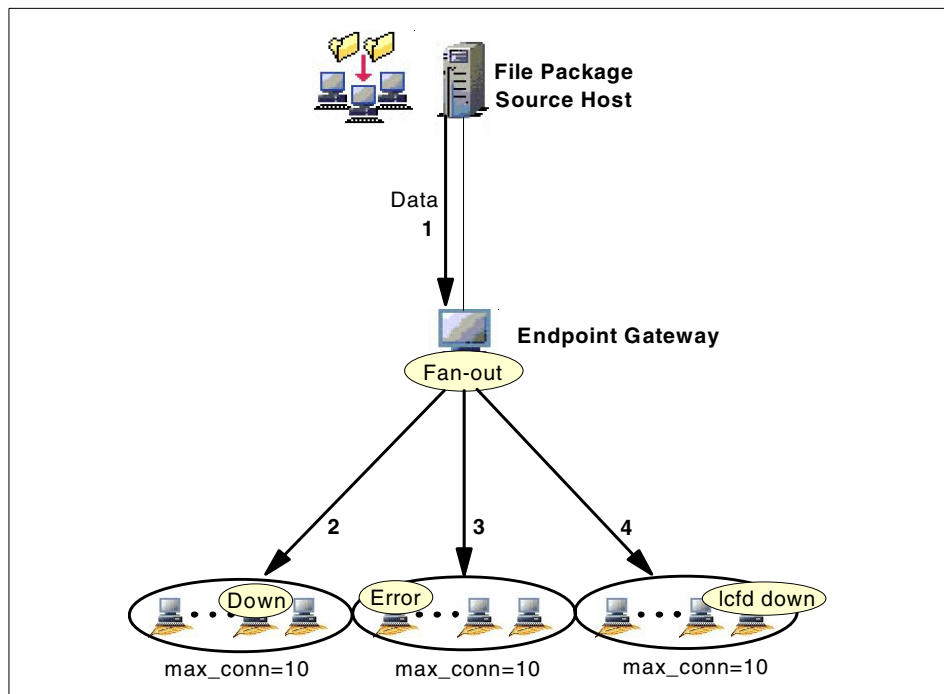 File Package
Source Host
Data
1
Endpoint Gateway
Fan-out
2
3
4
Down
Error
lcfd down
max_conn=10
max_conn=10
max_conn=10